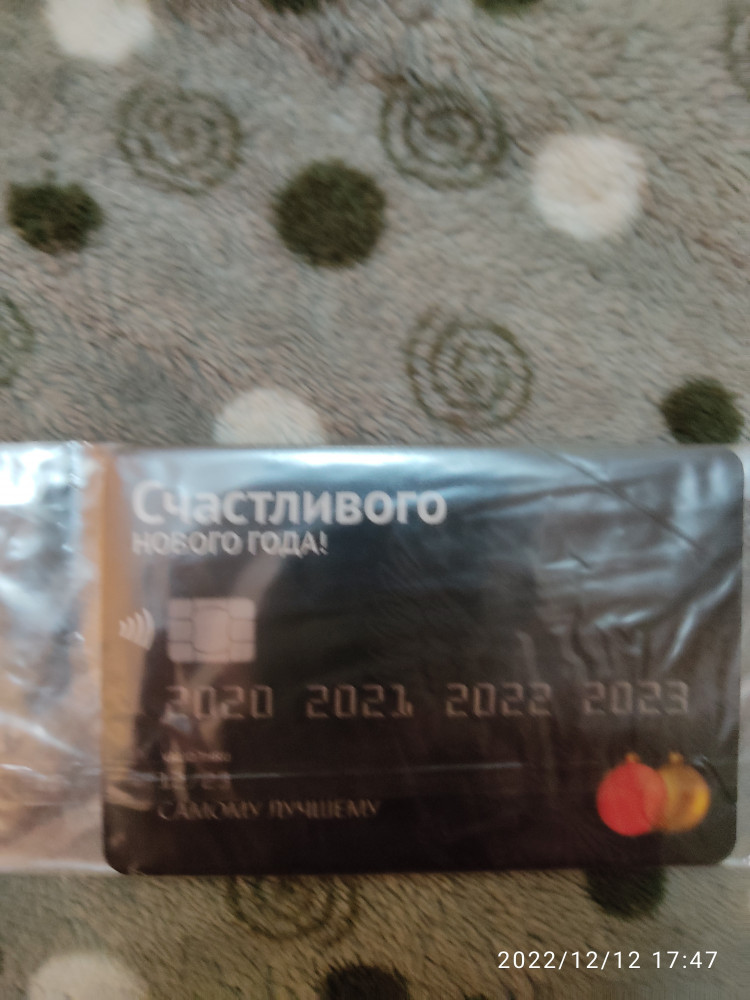 Счастливого
НОВОГО ГОДА!
2020 2021 2022 2023
САМОМУ ЛУЧШЕМУ
2022/12/12 17:47